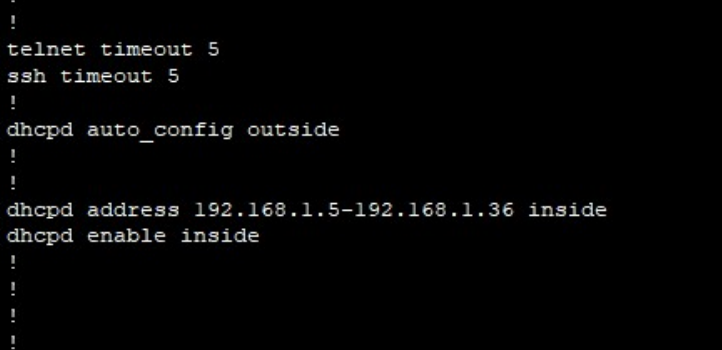 !
!
telnet timeout 5
ssh timeout 5
!
dhcpd auto_config outside
!
!
dhcpd address 192.168.1.5-192.168.1.36 inside
dhcpd enable inside
!
!
!
!